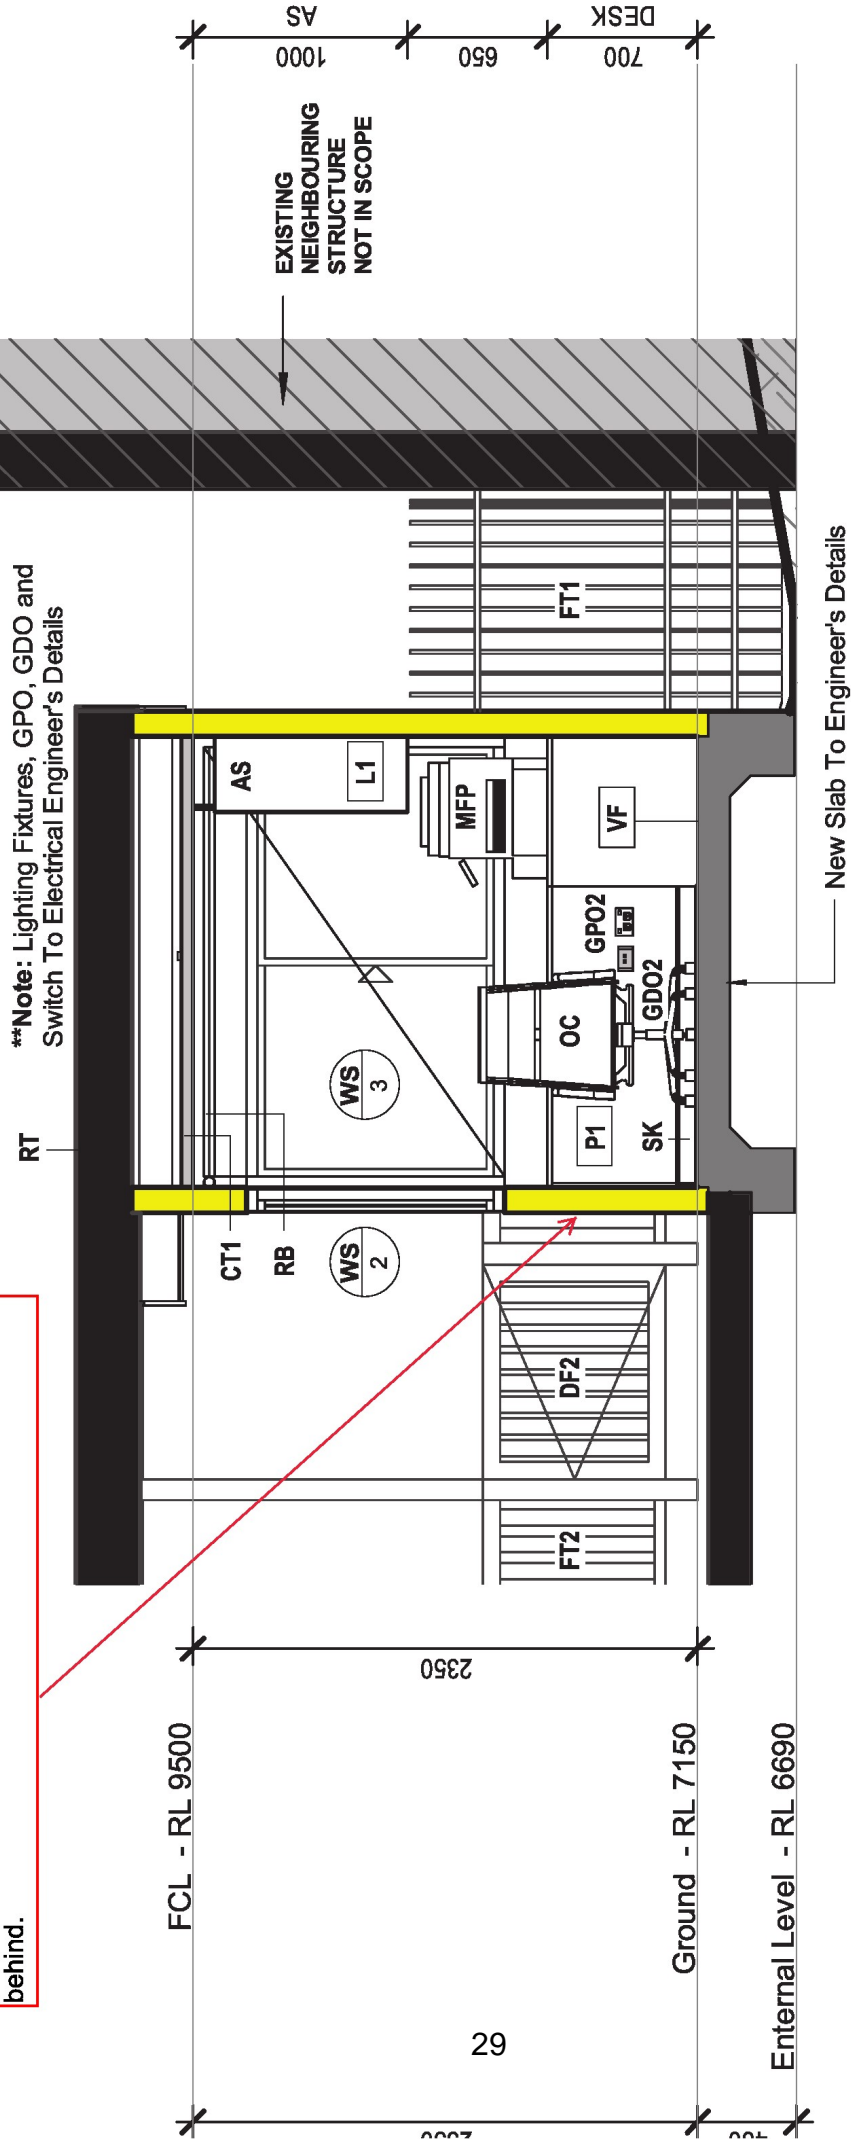 behind.
**Note: Lighting Fixtures, GPO, GDO and
Switch To Electrical Engineer's Details
RT
FCL - RL 9500
Ground - RL 7150
Enternal Level - RL 6690
2350
CT1
RB
WS
2
WS
3
AS
L1
MFP
VF
GPO2
GDO2
OC
P1
SK
FT2
DF2
FT1
EXISTING
NEIGHBOURING
STRUCTURE
NOT IN SCOPE
New Slab To Engineer's Details
AS
1000
650
DESK
700
29